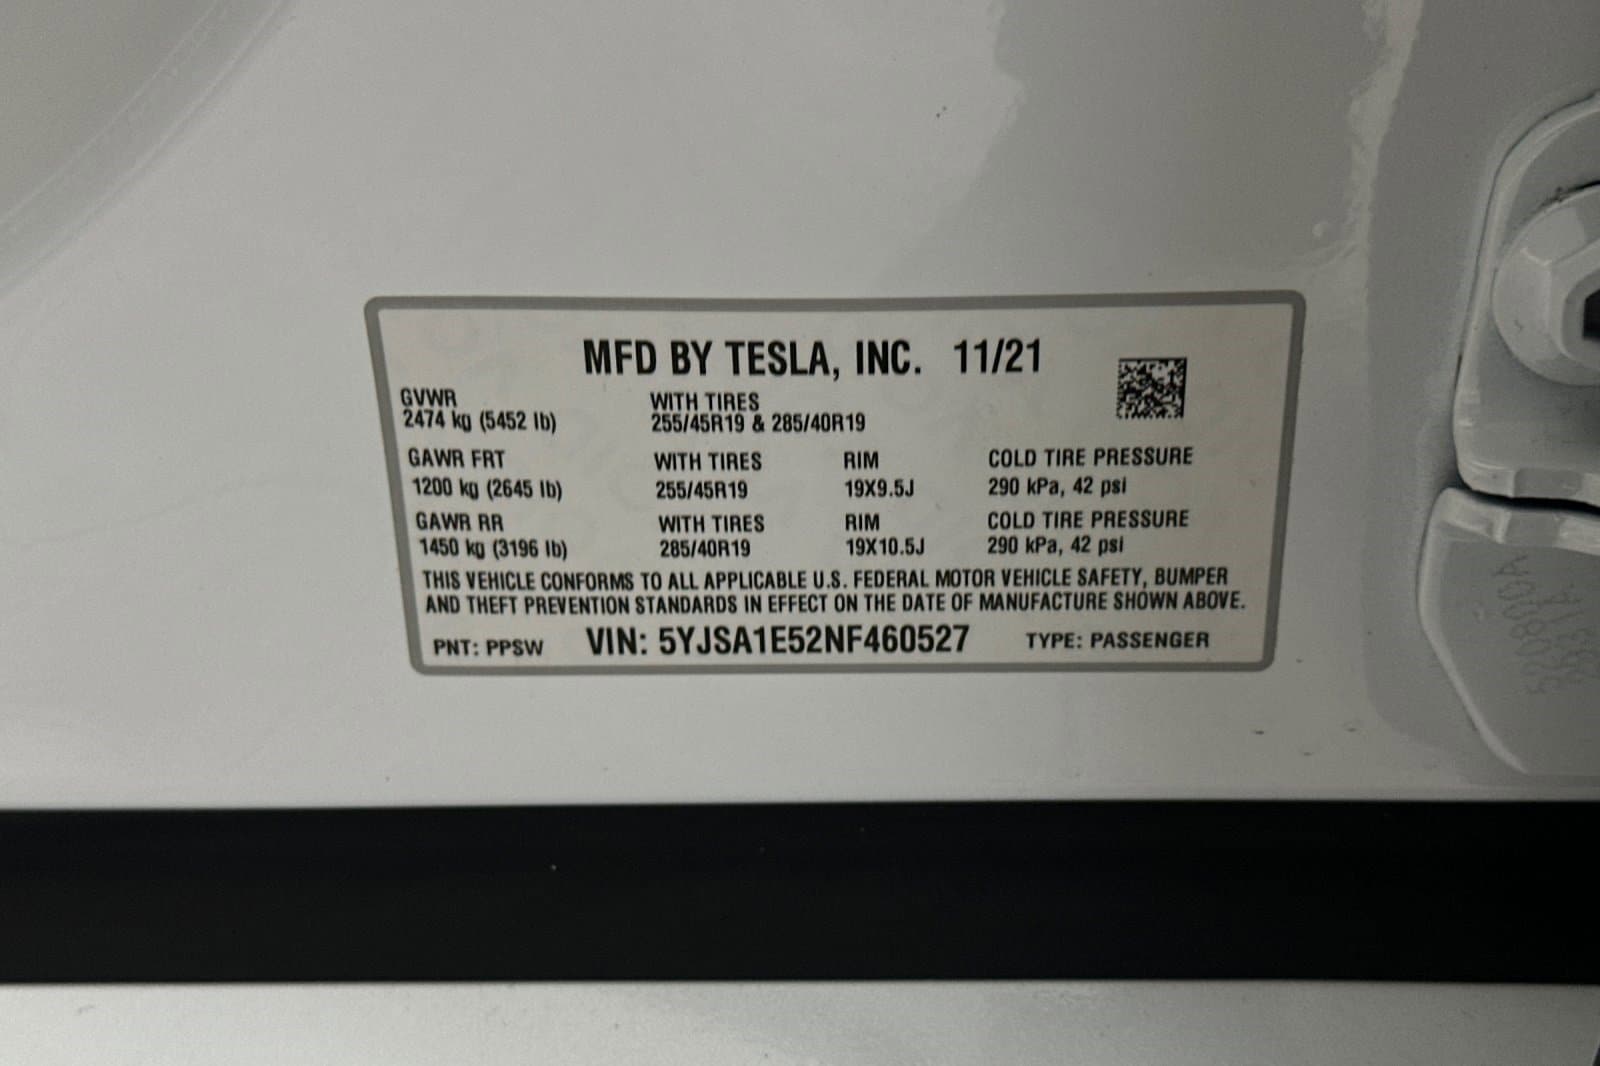 MFD BY TESLA, INC. 11/21
GVWR WITH TIRES
2474 kg (5452 lb) 255/45R19 & 285/40R19
GAWR FRT WITH TIRES RIM COLD TIRE PRESSURE
1200 kg (2645 lb) 255/45R19 19X9.5J 290 kPa, 42 psi
GAWR RR WITH TIRES RIM COLD TIRE PRESSURE
1450 kg (3196 lb) 285/40R19 19X10.5J 290 kPa, 42 psi
THIS VEHICLE CONFORMS TO ALL APPLICABLE U.S. FEDERAL MOTOR VEHICLE SAFETY, BUMPER
AND THEFT PREVENTION STANDARDS IN EFFECT ON THE DATE OF MANUFACTURE SHOWN ABOVE.
PNT: PPSW VIN: 5YJSA1E52NF460527 TYPE: PASSENGER